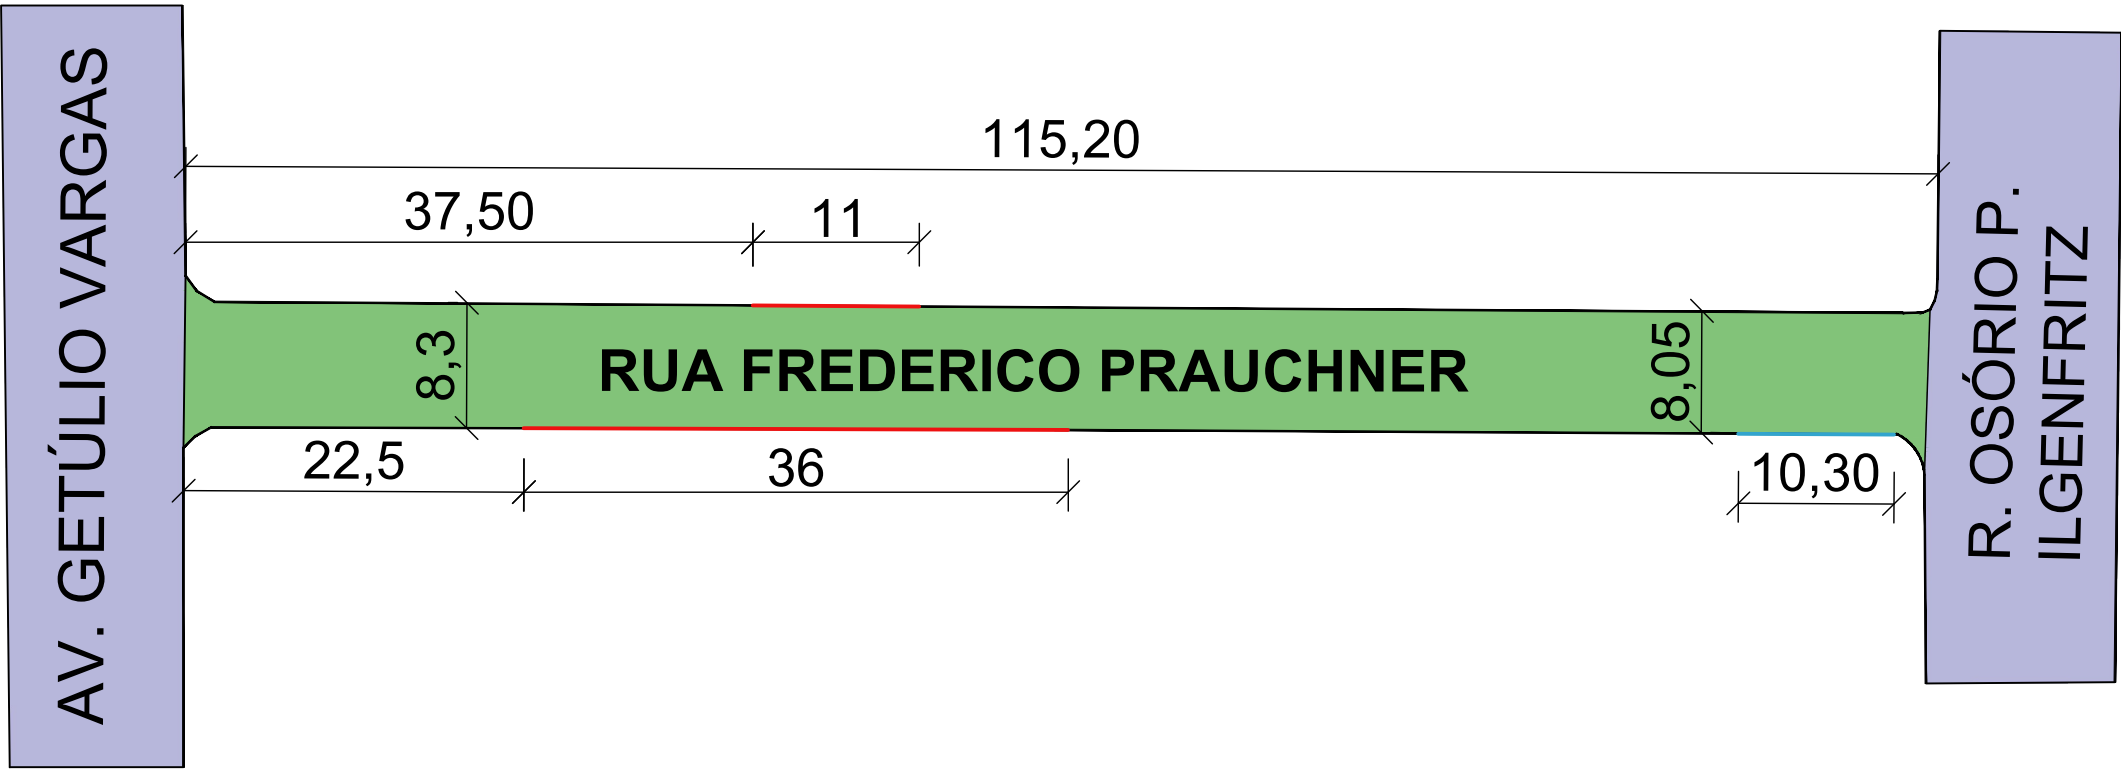 AV. GETÚLIO VARGAS
115,20
37,50
11
8,3
RUA FREDERICO PRAUCHNER
8,05
22,5
36
10,30
R. OSÓRIO P.
ILGENFRITZ